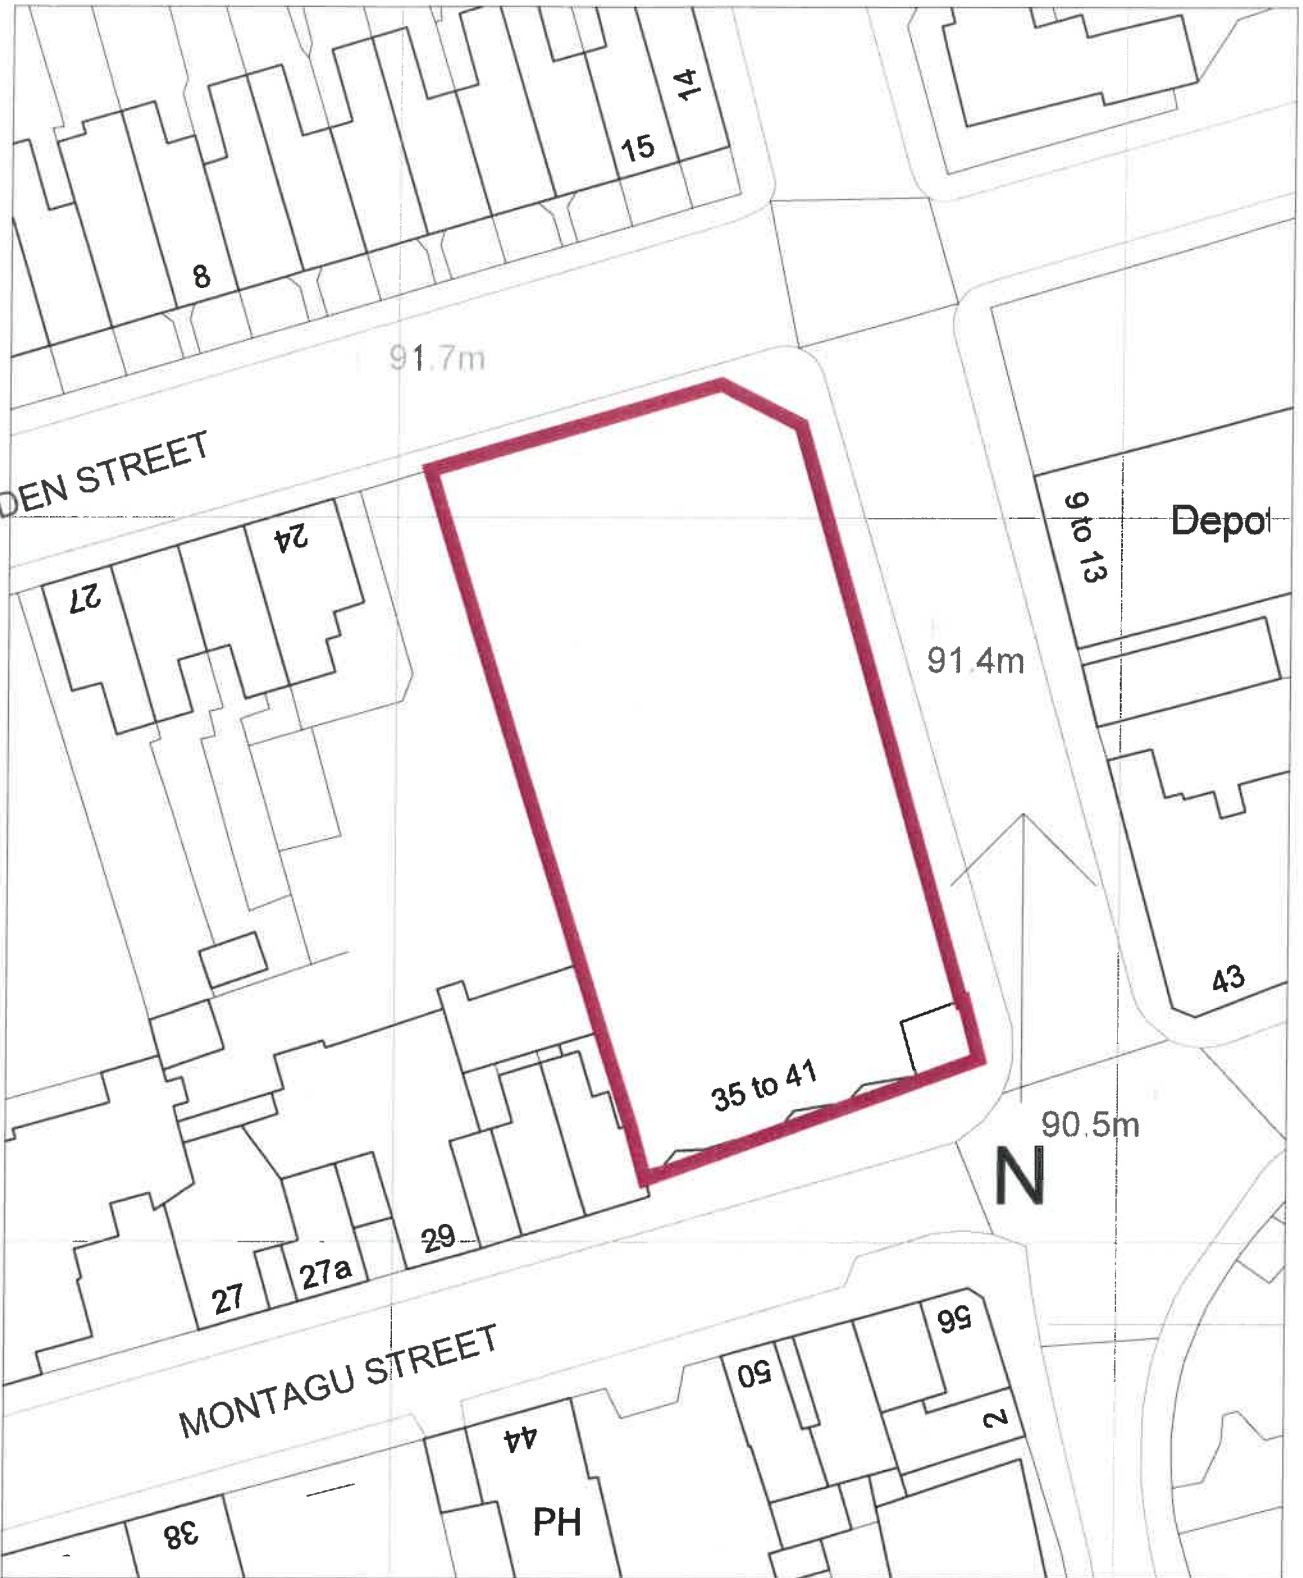 14
15
8
91.7m
DEN STREET
24
27
9 to 13
Depot
91.4m
43
35 to 41
90.5m
N
29
27a
27
MONTAGU STREET
56
50
2
44
38
PH